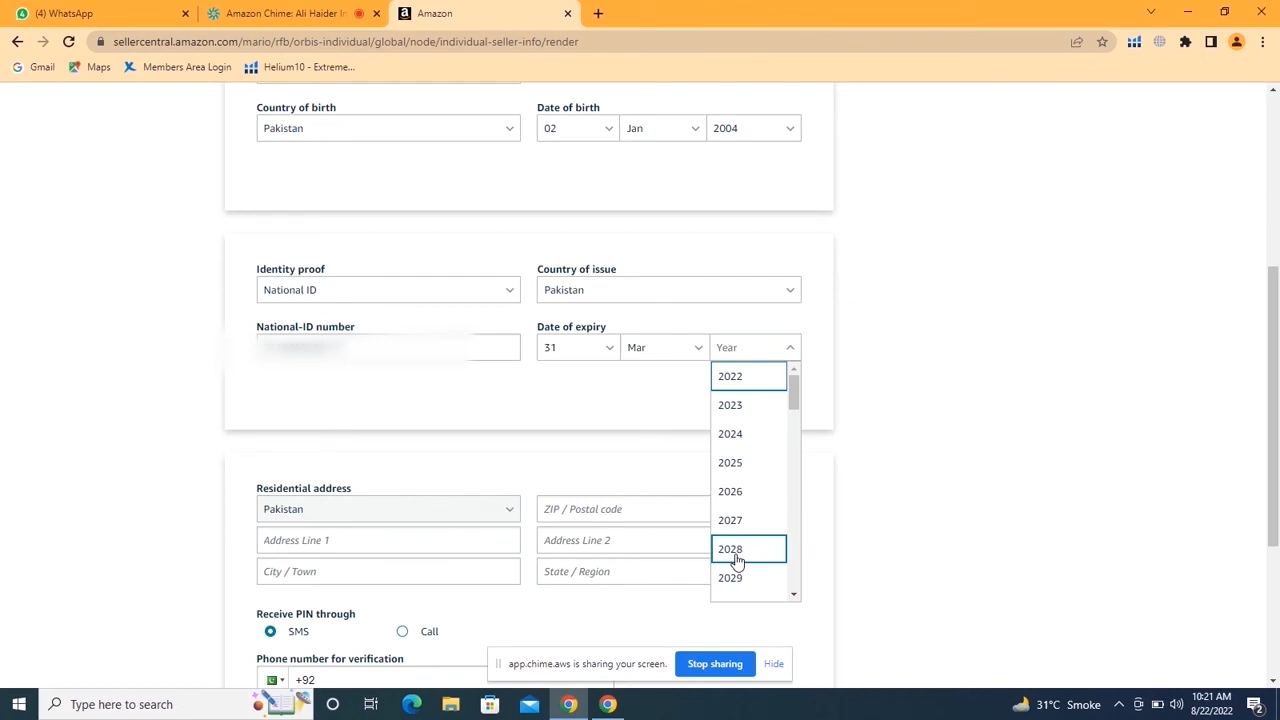 (4) WhatsApp
Amazon Chime: Ali Haider In
Amazon
sellercentral.amazon.com/mario/rfb/orbis-individual/global/node/individual-seller-info/render
Gmail
Maps
Members Area Login
Helium10 - Extreme...
Country of birth
Date of birth
Pakistan
02
Jan
2004
Identity proof
Country of issue
National ID
Pakistan
National-ID number
Date of expiry
31
Mar
Year
2022
2023
2024
2025
2026
2027
2028
2029
Residential address
Pakistan
ZIP / Postal code
Address Line 1
Address Line 2
City / Town
State / Region
Receive PIN through
SMS
Call
Phone number for verification
+92
app.chime.aws is sharing your screen.
Stop sharing
Hide
Type here to search
31°C Smoke
10:21 AM
8/22/2022
2